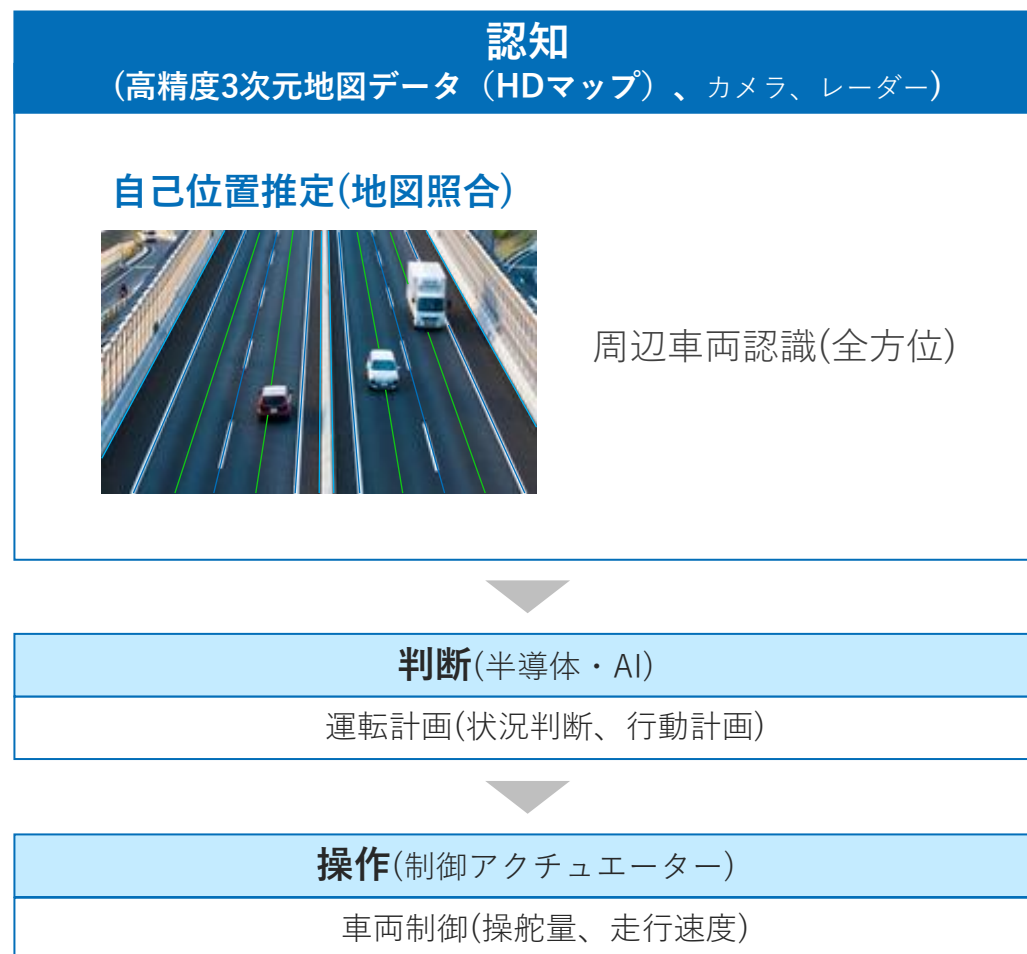 認知
(高精度3次元地図データ（HDマップ）、カメラ、レーダー)
自己位置推定(地図照合)
周辺車両認識(全方位)
判断(半導体・AI)
運転計画(状況判断、行動計画)
操作(制御アクチュエーター)
車両制御(操舵量、走行速度)